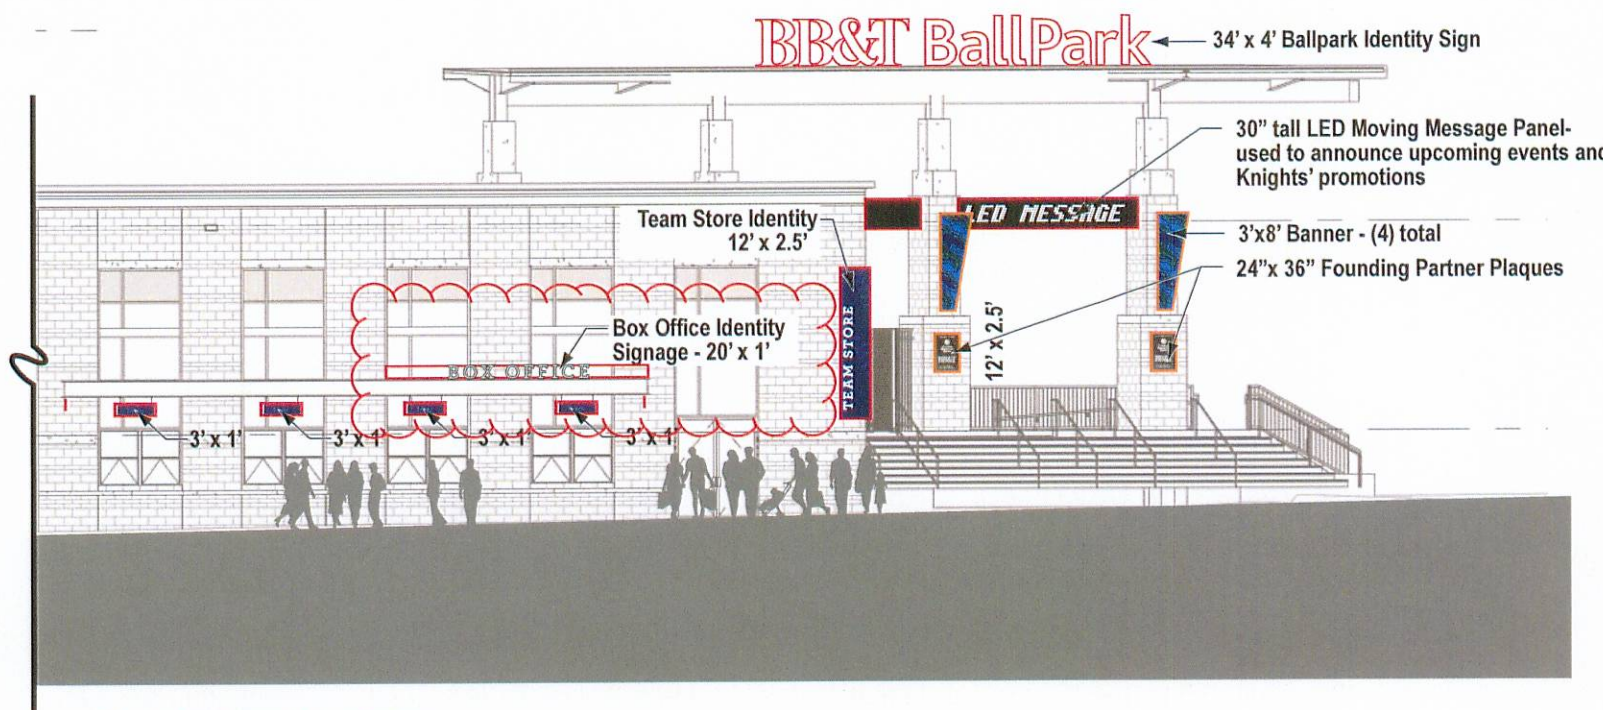 BB&T BallPark
34' x 4' Ballpark Identity Sign
30" tall LED Moving Message Panel-
used to announce upcoming events and
Knights' promotions
LED MESSAGE
Team Store Identity
12' x 2.5'
3'x8' Banner - (4) total
24"x 36" Founding Partner Plaques
TEAM STORE
12' x 2.5'
Box Office Identity
Signage - 20' x 1'
BOX OFFICE
3' x 1'
3' x 1'
3' x 1'
3' x 1'